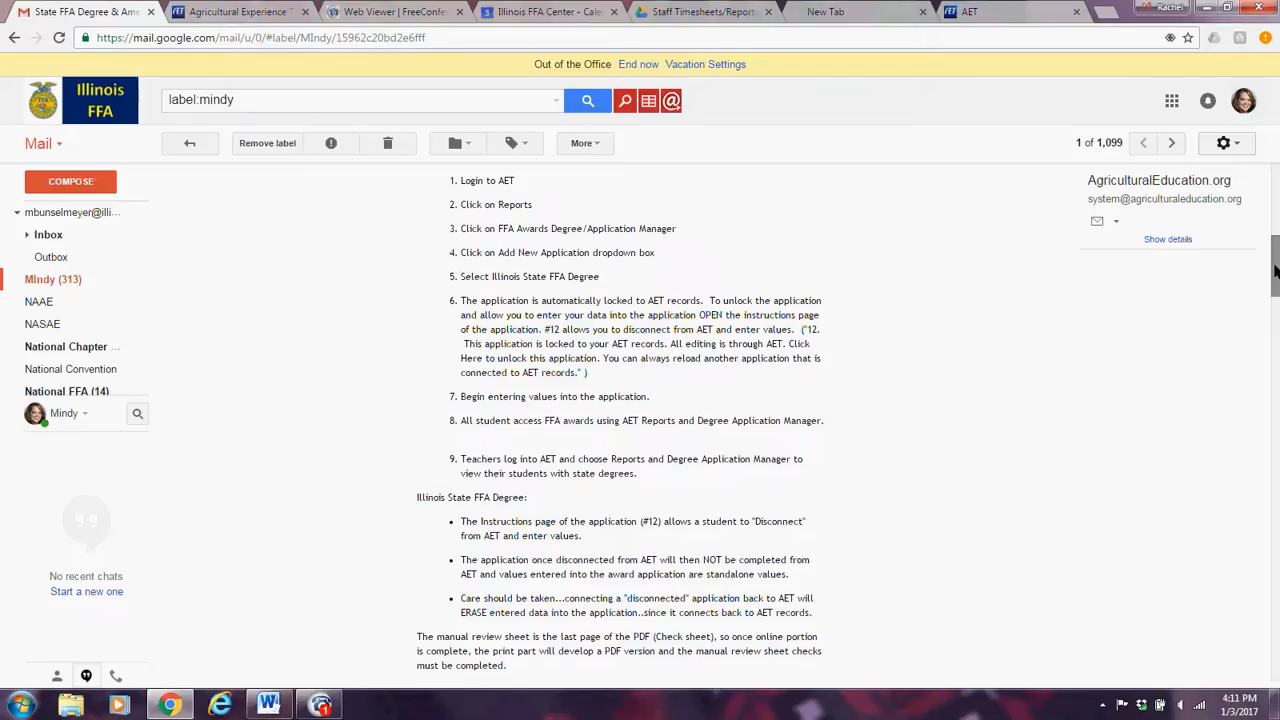 State FFA Degree & Ame
Agricultural Experience T
Web Viewer | FreeConfe
Illinois FFA Center - Cale
Staff Timesheets/Report
New Tab
AET
Rachel
https://mail.google.com/mail/u/0/#label/MIndy/15962c20bd2e6fff
Out of the Office End now Vacation Settings
Illinois
FFA
label:mindy
Mail
Remove label
More
1 of 1,099
COMPOSE
mbunselmeyer@illi...
Inbox
Outbox
MIndy (313)
NAAE
NASAE
National Chapter ...
National Convention
National FFA (14)
Mindy
No recent chats
Start a new one
1. Login to AET
2. Click on Reports
3. Click on FFA Awards Degree/Application Manager
4. Click on Add New Application dropdown box
5. Select Illinois State FFA Degree
6. The application is automatically locked to AET records. To unlock the application
and allow you to enter your data into the application OPEN the instructions page
of the application. #12 allows you to disconnect from AET and enter values. ("12.
This application is locked to your AET records. All editing is through AET. Click
Here to unlock this application. You can always reload another application that is
connected to AET records." )
7. Begin entering values into the application.
8. All student access FFA awards using AET Reports and Degree Application Manager.
9. Teachers log into AET and choose Reports and Degree Application Manager to
view their students with state degrees.
Illinois State FFA Degree:
• The Instructions page of the application (#12) allows a student to "Disconnect"
from AET and enter values.
• The application once disconnected from AET will then NOT be completed from
AET and values entered into the award application are standalone values.
• Care should be taken...connecting a "disconnected" application back to AET will
ERASE entered data into the application..since it connects back to AET records.
The manual review sheet is the last page of the PDF (Check sheet), so once online portion
is complete, the print part will develop a PDF version and the manual review sheet checks
must be completed.
AgriculturalEducation.org
system@agriculturaleducation.org
Show details
4:11 PM
1/3/2017